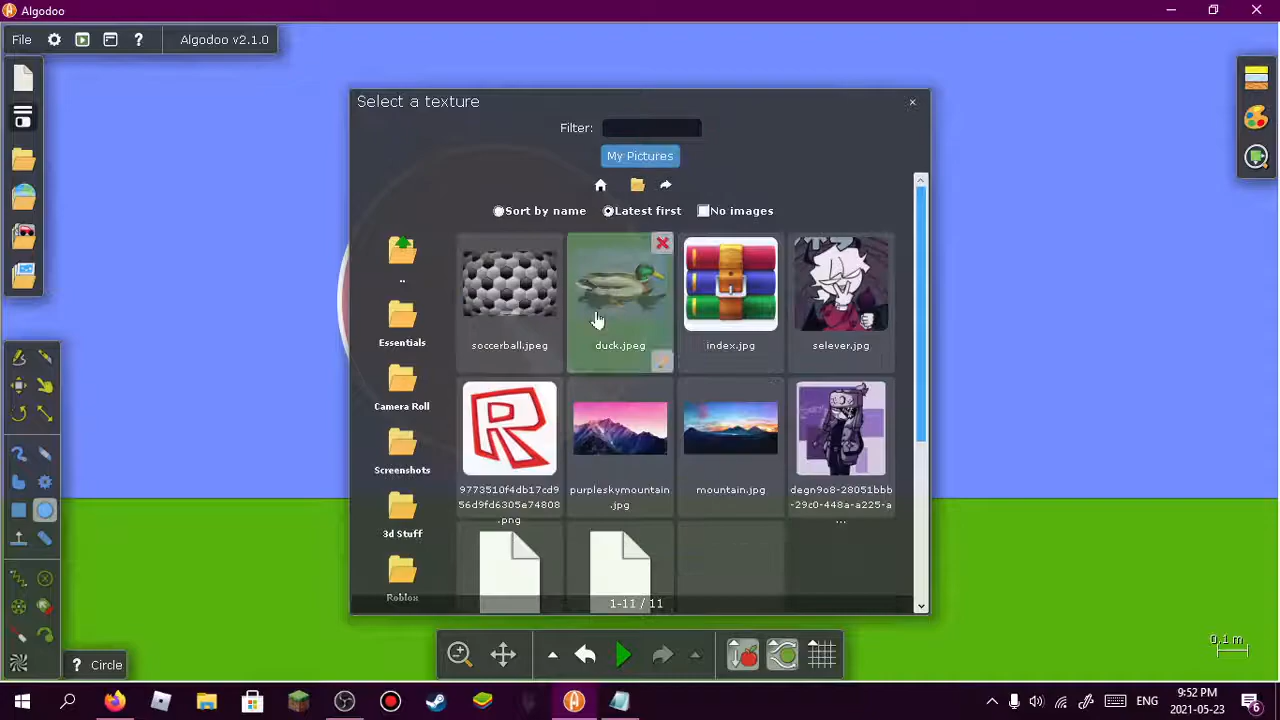 Algodoo
File
?
Algodoo v2.1.0
Select a texture
Filter:
My Pictures
Sort by name
Latest first
No images
..
Essentials
Camera Roll
Screenshots
3d Stuff
Roblox
soccerball.jpeg
duck.jpeg
index.jpg
selever.jpg
9773510f4db17cd9
56d9fd6305e74808
.png
purpleskymountain
.jpg
mountain.jpg
degn9a8-28051bbb
-29c0-448a-a225-a
...
1-11 / 11
? Circle
0,1 m
ENG
9:52 PM
2021-05-23
6